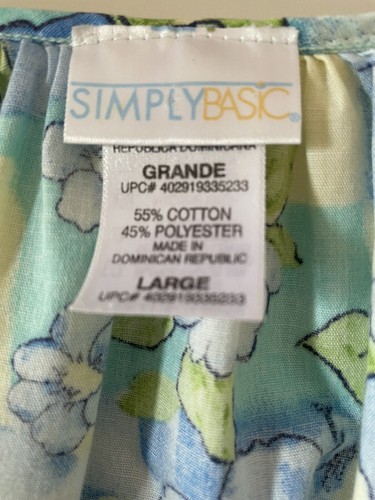 SIMPLYBASIC®
REPUBLICA DOMINICANA
GRANDE
UPC# 402919335233
55% COTTON
45% POLYESTER
MADE IN
DOMINICAN REPUBLIC
LARGE
UPC# 402919335233